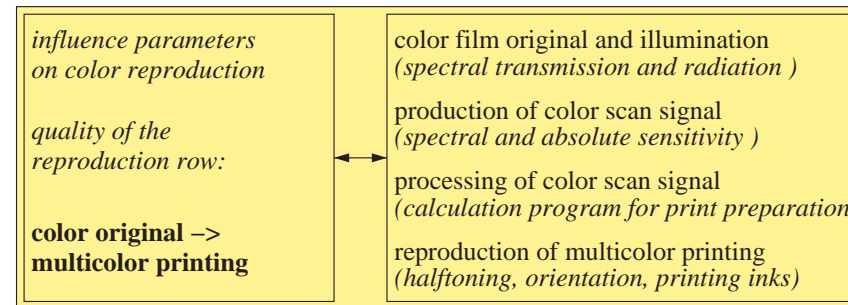 influence parameters
on color reproduction
quality of the
reproduction row:
color original −>
multicolor printing
color film original and illumination
(spectral transmission and radiation )
production of color scan signal
(spectral and absolute sensitivity )
processing of color scan signal
(calculation program for print preparation
reproduction of multicolor printing
(halftoning, orientation, printing inks)